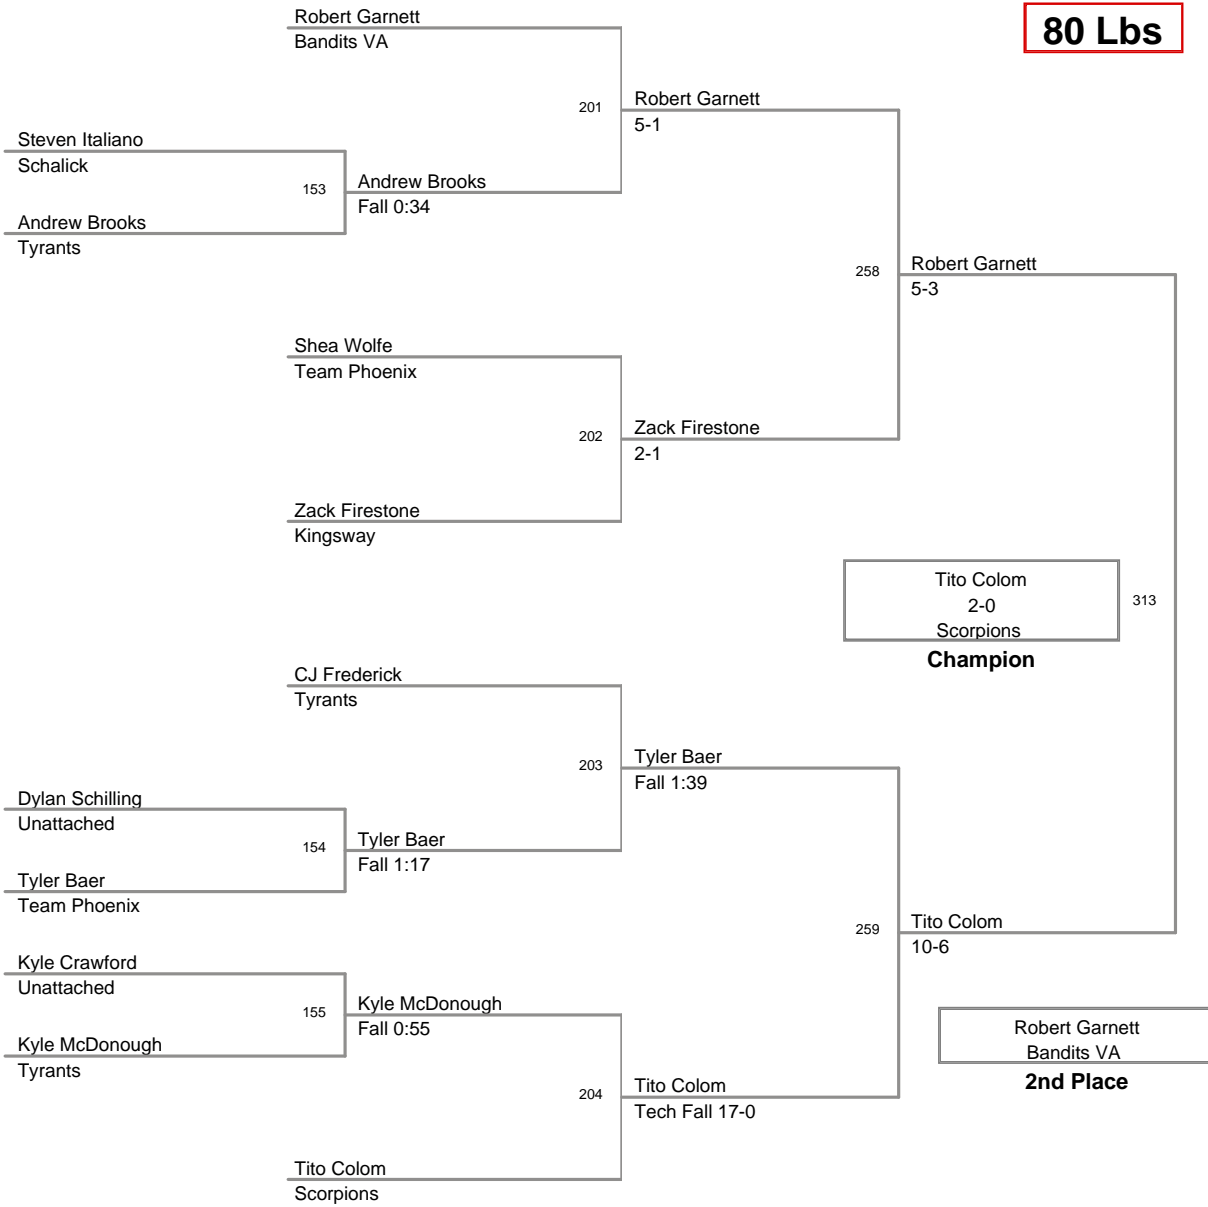 Robert Garnett
Bandits VA
80 Lbs
201
Robert Garnett
5-1
Steven Italiano
Schalick
153
Andrew Brooks
Fall 0:34
Andrew Brooks
Tyrants
258
Robert Garnett
5-3
Shea Wolfe
Team Phoenix
202
Zack Firestone
2-1
Zack Firestone
Kingsway
Tito Colom
2-0
Scorpions
Champion
313
CJ Frederick
Tyrants
203
Tyler Baer
Fall 1:39
Dylan Schilling
Unattached
154
Tyler Baer
Fall 1:17
Tyler Baer
Team Phoenix
259
Tito Colom
10-6
Kyle Crawford
Unattached
155
Kyle McDonough
Fall 0:55
Kyle McDonough
Tyrants
Robert Garnett
Bandits VA
2nd Place
204
Tito Colom
Tech Fall 17-0
Tito Colom
Scorpions